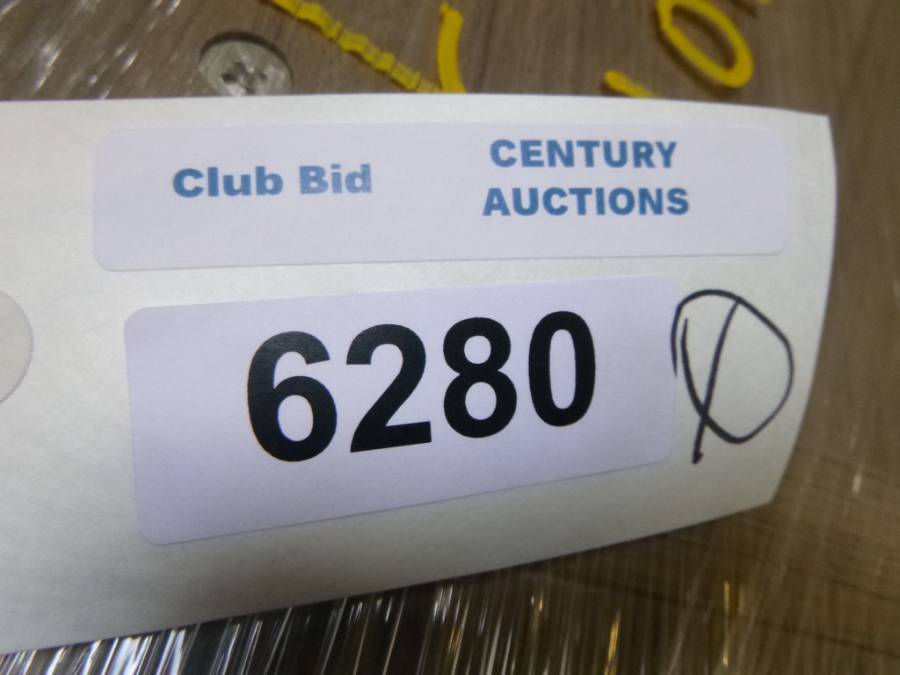 Club Bid
CENTURY
AUCTIONS
6280